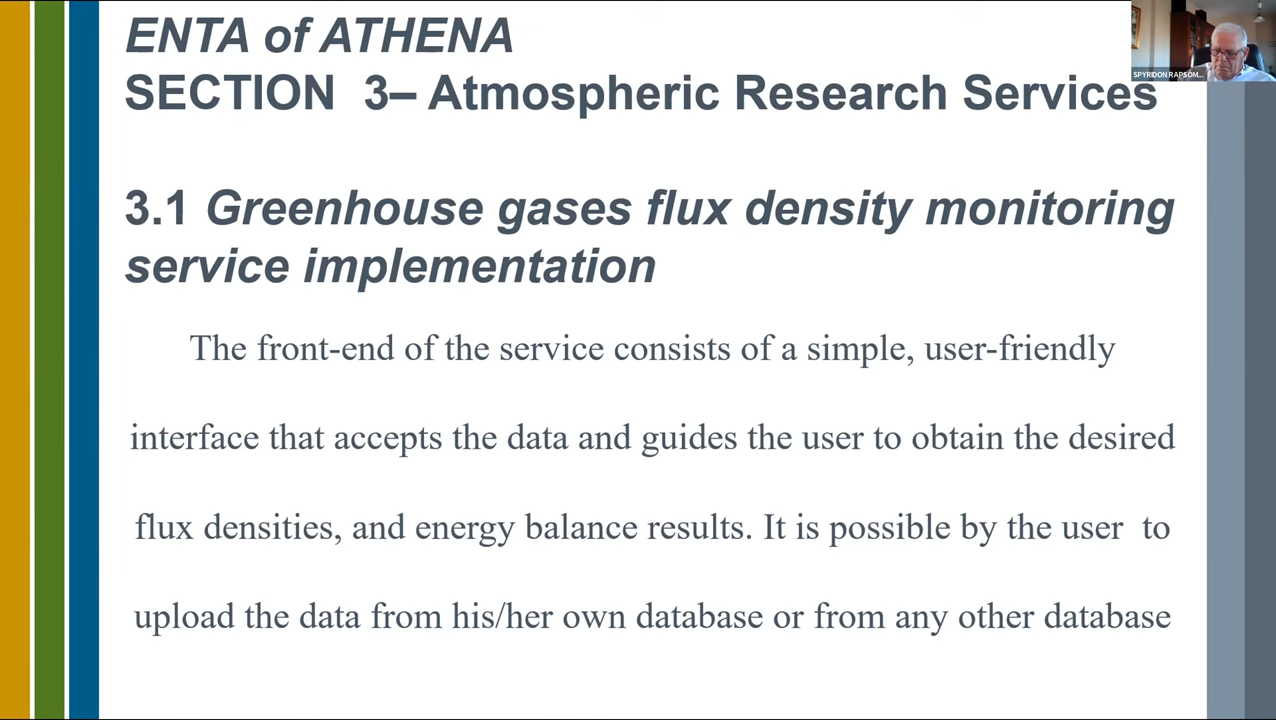 ENTA of ATHENA
SPYRIDON RAPSOM...
SECTION 3– Atmospheric Research Services
3.1 Greenhouse gases flux density monitoring
service implementation
The front-end of the service consists of a simple, user-friendly
interface that accepts the data and guides the user to obtain the desired
flux densities, and energy balance results. It is possible by the user to
upload the data from his/her own database or from any other database